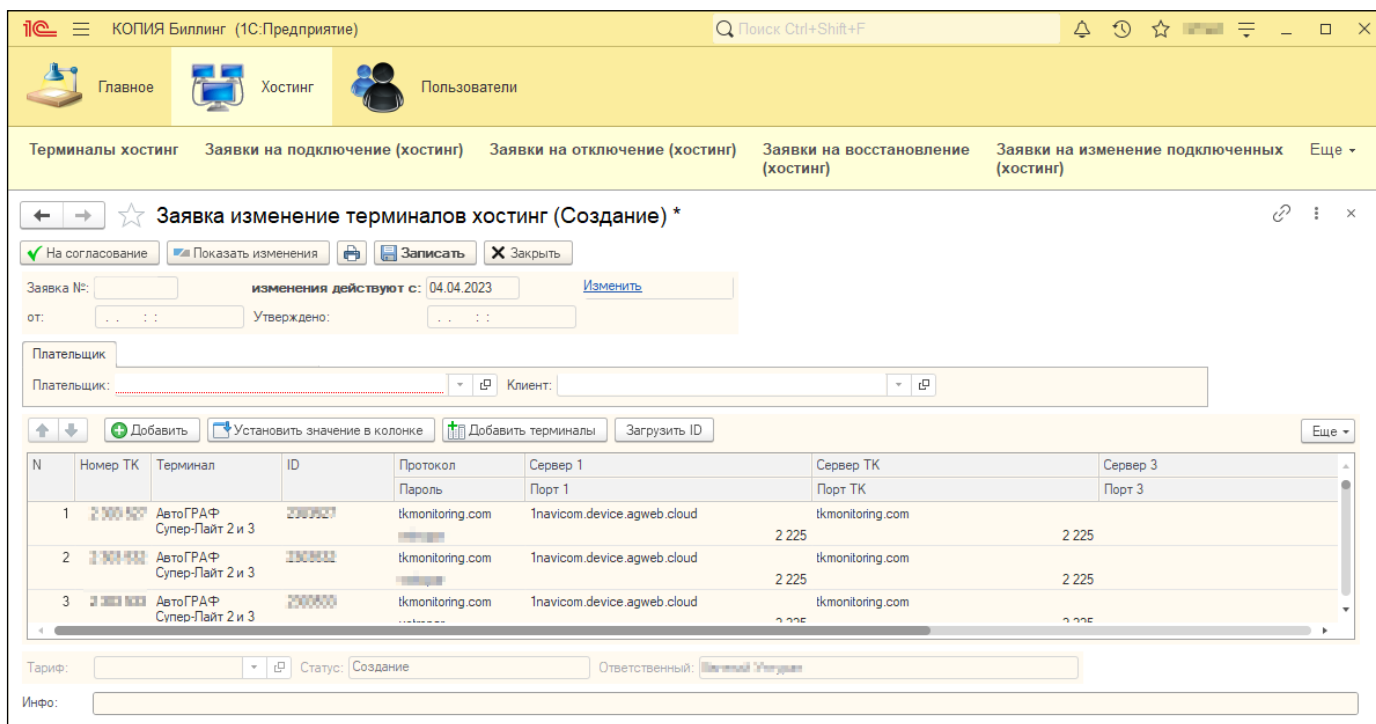 1С КОПИЯ Биллинг (1С:Предприятие) Поиск Ctrl+Shift+F
Главное Хостинг Пользователи
Терминалы хостинг Заявки на подключение (хостинг) Заявки на отключение (хостинг) Заявки на восстановление (хостинг) Заявки на изменение подключенных (хостинг) Еще
Заявка изменение терминалов хостинг (Создание) *
На согласование Показать изменения Записать Закрыть
Заявка №: изменения действуют с: 04.04.2023 Изменить
от: . . : : Утверждено: . . : :
Плательщик
Плательщик: Клиент:
Добавить Установить значение в колонке Добавить терминалы Загрузить ID Еще
N Номер ТК Терминал ID Протокол Сервер 1 Сервер ТК Сервер 3
Пароль Порт 1 Порт ТК Порт 3
1 АвтоГРАФ tkmonitoring.com 1navicom.device.agweb.cloud tkmonitoring.com
Супер-Лайт 2 и 3 2 225 2 225
2 АвтоГРАФ tkmonitoring.com 1navicom.device.agweb.cloud tkmonitoring.com
Супер-Лайт 2 и 3 2 225 2 225
3 АвтоГРАФ tkmonitoring.com 1navicom.device.agweb.cloud tkmonitoring.com
Супер-Лайт 2 и 3 2 225 2 225
Тариф: Статус: Создание Ответственный:
Инфо: